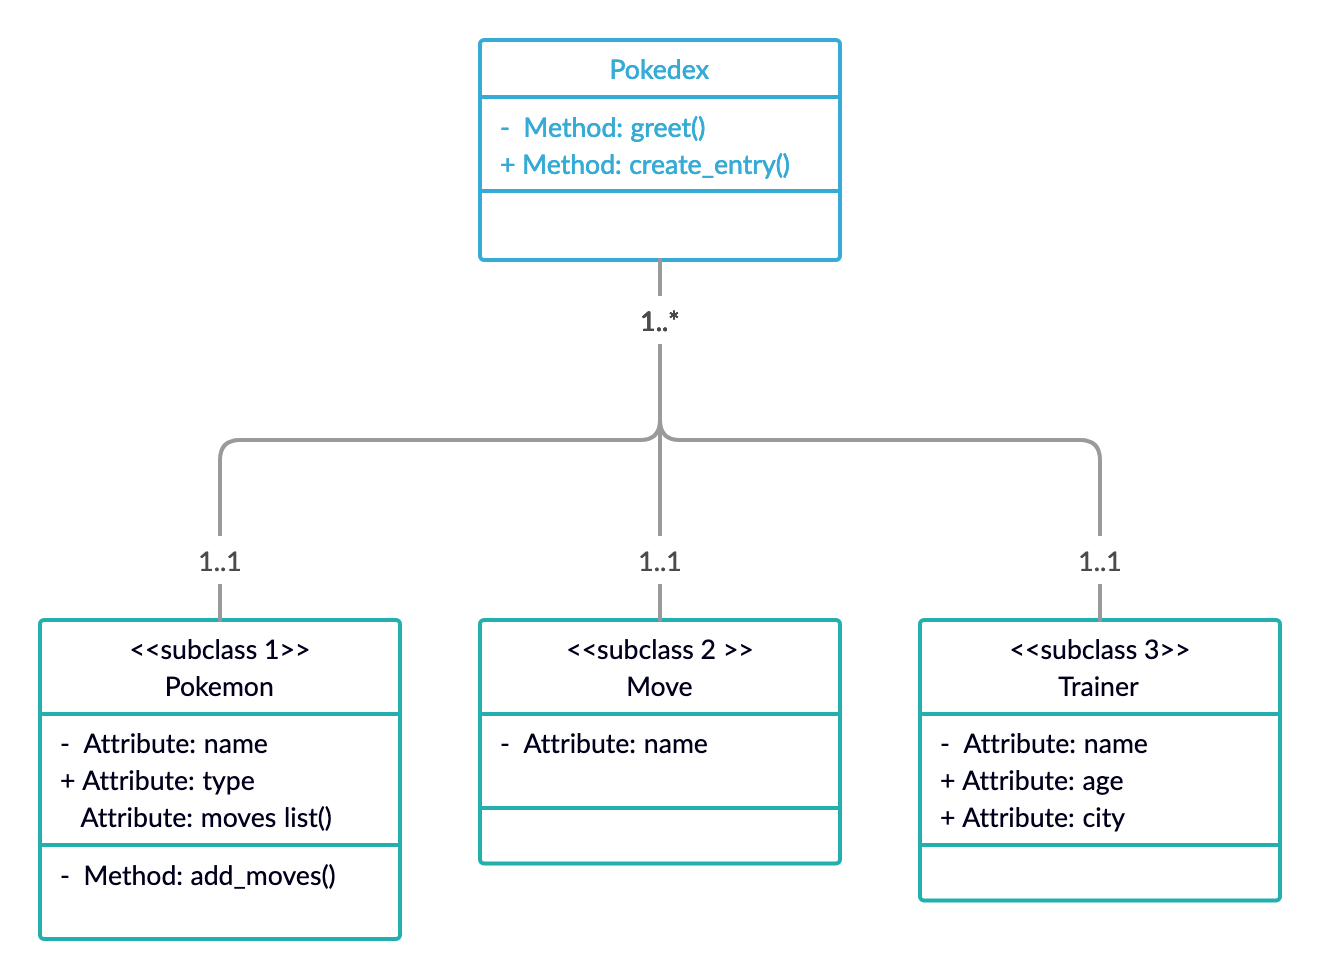 Pokedex
- Method: greet()
+ Method: create_entry()
1..*
1..1
1..1
1..1
<<subclass 1>>
Pokemon
- Attribute: name
+ Attribute: type
Attribute: moves list()
- Method: add_moves()
<<subclass 2 >>
Move
- Attribute: name
<<subclass 3>>
Trainer
- Attribute: name
+ Attribute: age
+ Attribute: city